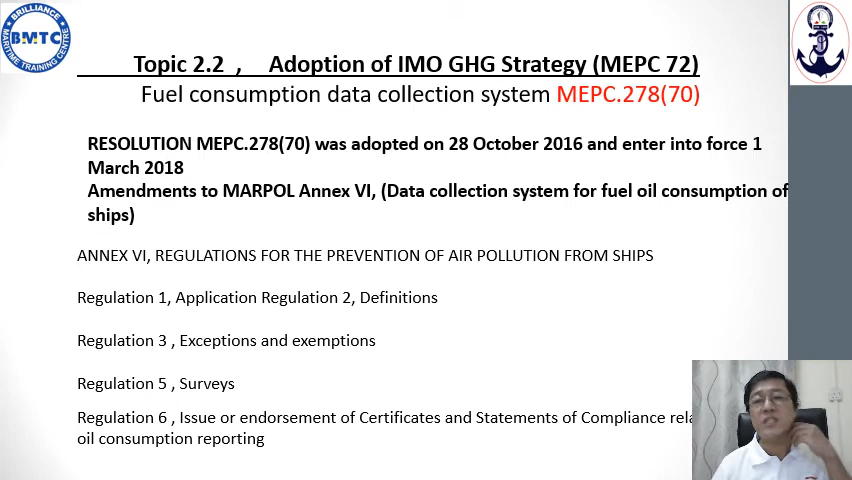 BRILLIANCE
BMTC
MARITIME TRAINING CENTRE
Topic 2.2 , Adoption of IMO GHG Strategy (MEPC 72)
Fuel consumption data collection system MEPC.278(70)
RESOLUTION MEPC.278(70) was adopted on 28 October 2016 and enter into force 1
March 2018
Amendments to MARPOL Annex VI, (Data collection system for fuel oil consumption of
ships)
ANNEX VI, REGULATIONS FOR THE PREVENTION OF AIR POLLUTION FROM SHIPS
Regulation 1, Application Regulation 2, Definitions
Regulation 3 , Exceptions and exemptions
Regulation 5 , Surveys
Regulation 6 , Issue or endorsement of Certificates and Statements of Compliance
oil consumption reporting